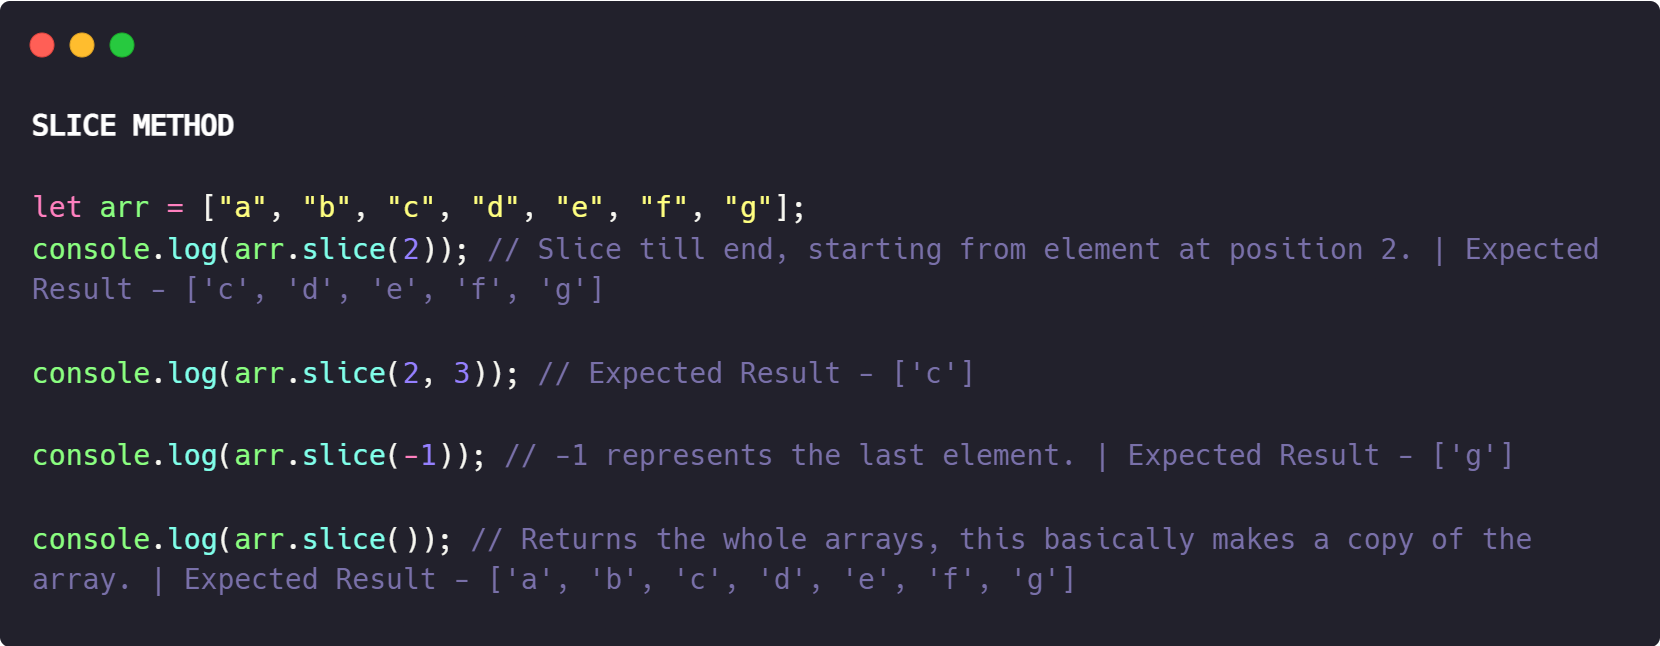 SLICE METHOD
let arr = ["a", "b", "c", "d", "e", "f", "g"];
console.log(arr.slice(2)); // Slice till end, starting from element at position 2. | Expected
Result - ['c', 'd', 'e', 'f', 'g']
console.log(arr.slice(2, 3)); // Expected Result - ['c']
console.log(arr.slice(-1)); // -1 represents the last element. | Expected Result - ['g']
console.log(arr.slice()); // Returns the whole arrays, this basically makes a copy of the
array. | Expected Result - ['a', 'b', 'c', 'd', 'e', 'f', 'g']